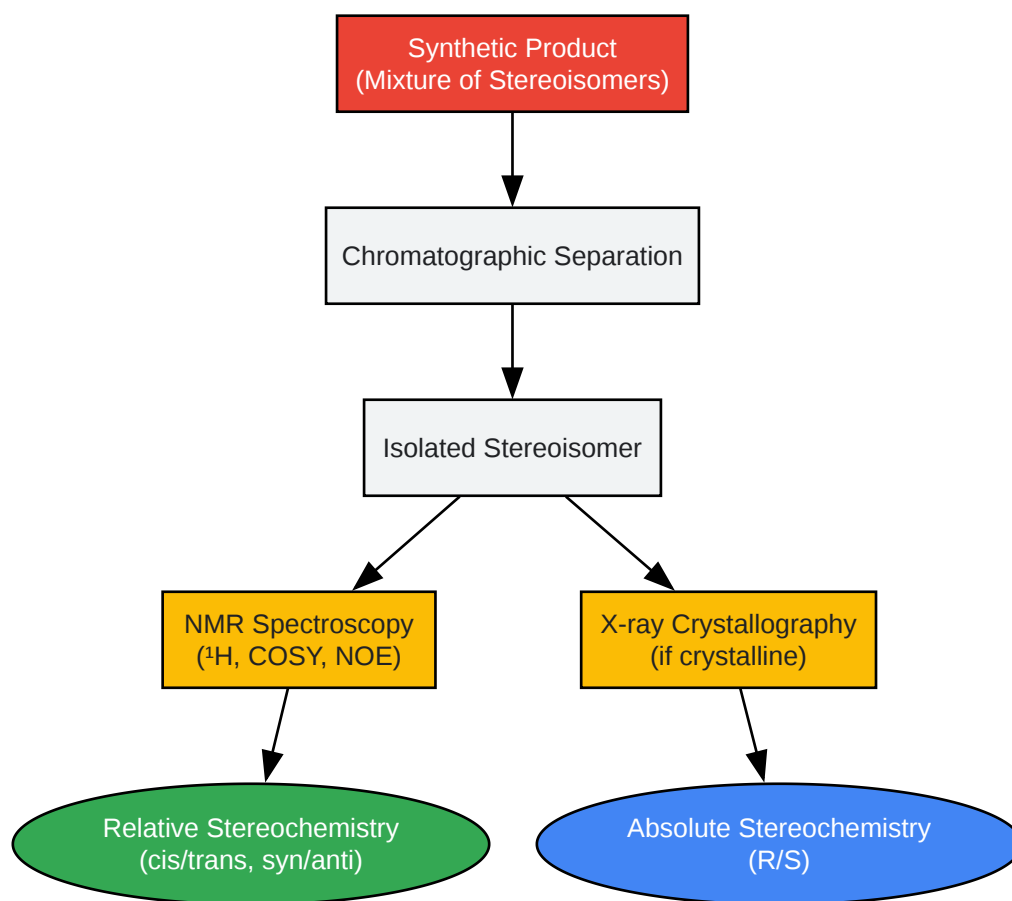 Synthetic Product
(Mixture of Stereoisomers)
Chromatographic Separation
Isolated Stereoisomer
NMR Spectroscopy
(¹H, COSY, NOE)
X-ray Crystallography
(if crystalline)
Relative Stereochemistry
(cis/trans, syn/anti)
Absolute Stereochemistry
(R/S)